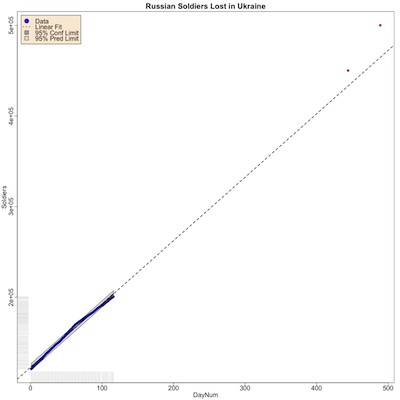 Russian Soldiers Lost in Ukraine
Data
Linear Fit
95% Conf Limit
95% Pred Limit
5e+05
4e+05
3e+05
2e+05
Soldiers
0
100
200
300
400
500
DayNum